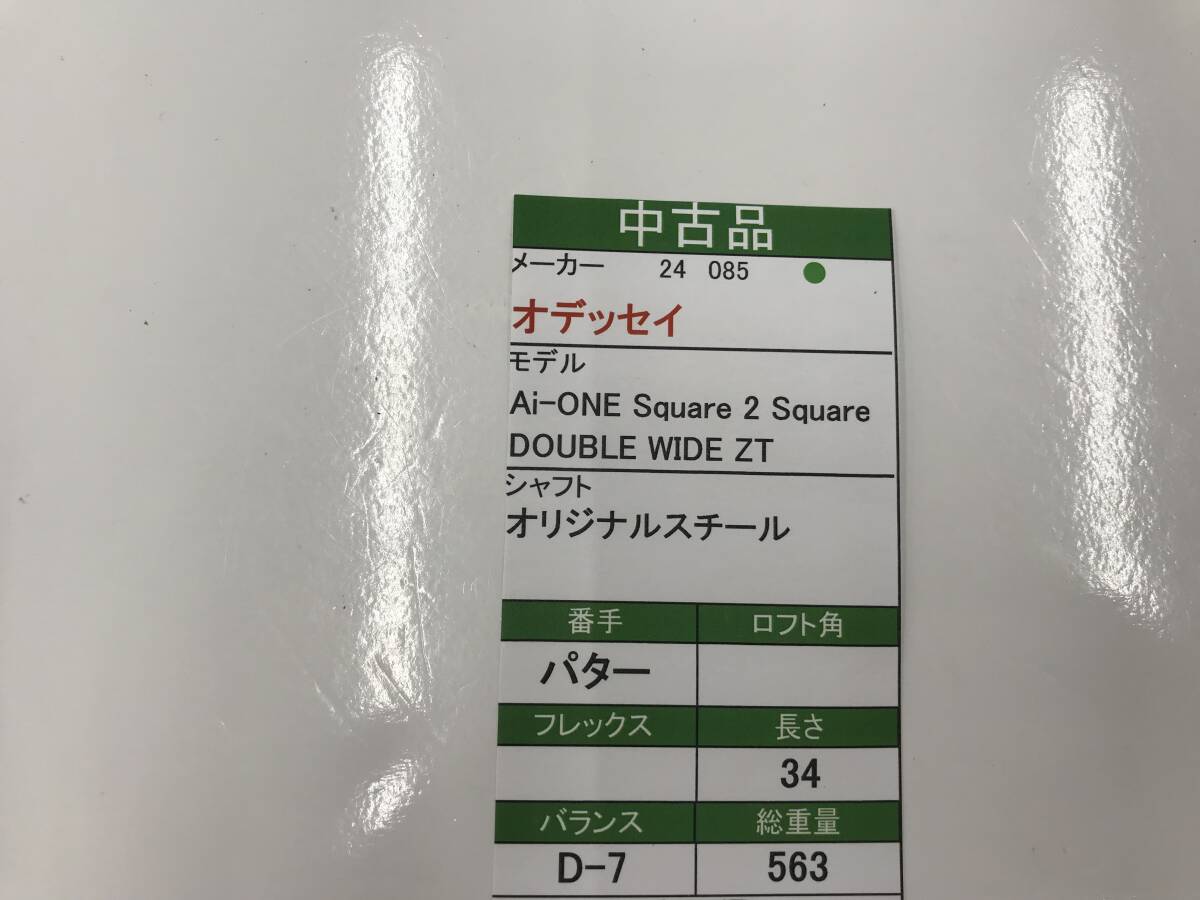 中古品
メーカー 24 085
オデッセイ
モデル
Ai-ONE Square 2 Square
DOUBLE WIDE ZT
シャフト
オリジナルスチール
番手 ロフト角
パター
フレックス 長さ
34
バランス 総重量
D-7 563